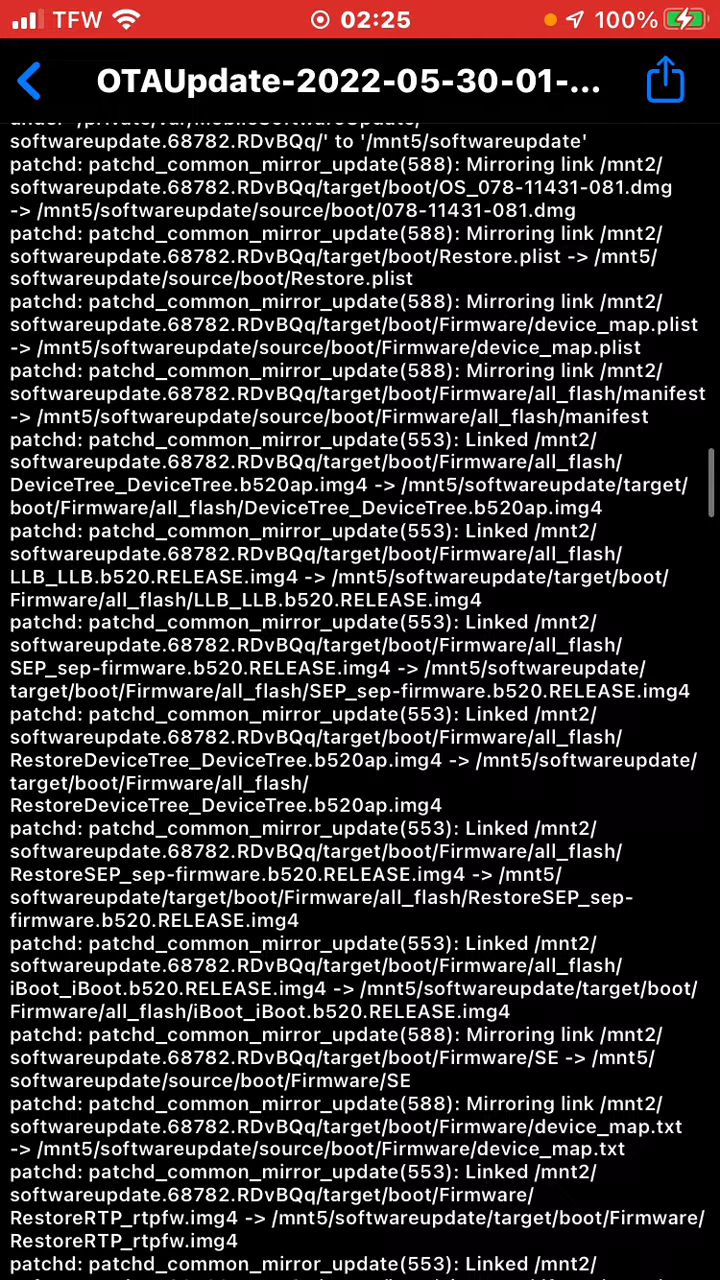 TFW
02:25
100%
OTAUpdate-2022-05-30-01-...
softwareupdate.68782.RDvBQq/' to '/mnt5/softwareupdate'
patchd: patchd_common_mirror_update(588): Mirroring link /mnt2/
softwareupdate.68782.RDvBQq/target/boot/OS_078-11431-081.dmg
-> /mnt5/softwareupdate/source/boot/078-11431-081.dmg
patchd: patchd_common_mirror_update(588): Mirroring link /mnt2/
softwareupdate.68782.RDvBQq/target/boot/Restore.plist -> /mnt5/
softwareupdate/source/boot/Restore.plist
patchd: patchd_common_mirror_update(588): Mirroring link /mnt2/
softwareupdate.68782.RDvBQq/target/boot/Firmware/device_map.plist
-> /mnt5/softwareupdate/source/boot/Firmware/device_map.plist
patchd: patchd_common_mirror_update(588): Mirroring link /mnt2/
softwareupdate.68782.RDvBQq/target/boot/Firmware/all_flash/manifest
-> /mnt5/softwareupdate/source/boot/Firmware/all_flash/manifest
patchd: patchd_common_mirror_update(553): Linked /mnt2/
softwareupdate.68782.RDvBQq/target/boot/Firmware/all_flash/
DeviceTree_DeviceTree.b520ap.img4 -> /mnt5/softwareupdate/target/
boot/Firmware/all_flash/DeviceTree_DeviceTree.b520ap.img4
patchd: patchd_common_mirror_update(553): Linked /mnt2/
softwareupdate.68782.RDvBQq/target/boot/Firmware/all_flash/
LLB_LLB.b520.RELEASE.img4 -> /mnt5/softwareupdate/target/boot/
Firmware/all_flash/LLB_LLB.b520.RELEASE.img4
patchd: patchd_common_mirror_update(553): Linked /mnt2/
softwareupdate.68782.RDvBQq/target/boot/Firmware/all_flash/
SEP_sep-firmware.b520.RELEASE.img4 -> /mnt5/softwareupdate/
target/boot/Firmware/all_flash/SEP_sep-firmware.b520.RELEASE.img4
patchd: patchd_common_mirror_update(553): Linked /mnt2/
softwareupdate.68782.RDvBQq/target/boot/Firmware/all_flash/
RestoreDeviceTree_DeviceTree.b520ap.img4 -> /mnt5/softwareupdate/
target/boot/Firmware/all_flash/
RestoreDeviceTree_DeviceTree.b520ap.img4
patchd: patchd_common_mirror_update(553): Linked /mnt2/
softwareupdate.68782.RDvBQq/target/boot/Firmware/all_flash/
RestoreSEP_sep-firmware.b520.RELEASE.img4 -> /mnt5/
softwareupdate/target/boot/Firmware/all_flash/RestoreSEP_sep-
firmware.b520.RELEASE.img4
patchd: patchd_common_mirror_update(553): Linked /mnt2/
softwareupdate.68782.RDvBQq/target/boot/Firmware/all_flash/
iBoot_iBoot.b520.RELEASE.img4 -> /mnt5/softwareupdate/target/boot/
Firmware/all_flash/iBoot_iBoot.b520.RELEASE.img4
patchd: patchd_common_mirror_update(588): Mirroring link /mnt2/
softwareupdate.68782.RDvBQq/target/boot/Firmware/SE -> /mnt5/
softwareupdate/source/boot/Firmware/SE
patchd: patchd_common_mirror_update(588): Mirroring link /mnt2/
softwareupdate.68782.RDvBQq/target/boot/Firmware/device_map.txt
-> /mnt5/softwareupdate/source/boot/Firmware/device_map.txt
patchd: patchd_common_mirror_update(553): Linked /mnt2/
softwareupdate.68782.RDvBQq/target/boot/Firmware/
RestoreRTP_rtpfw.img4 -> /mnt5/softwareupdate/target/boot/Firmware/
RestoreRTP_rtpfw.img4
patchd: patchd_common_mirror_update(553): Linked /mnt2/